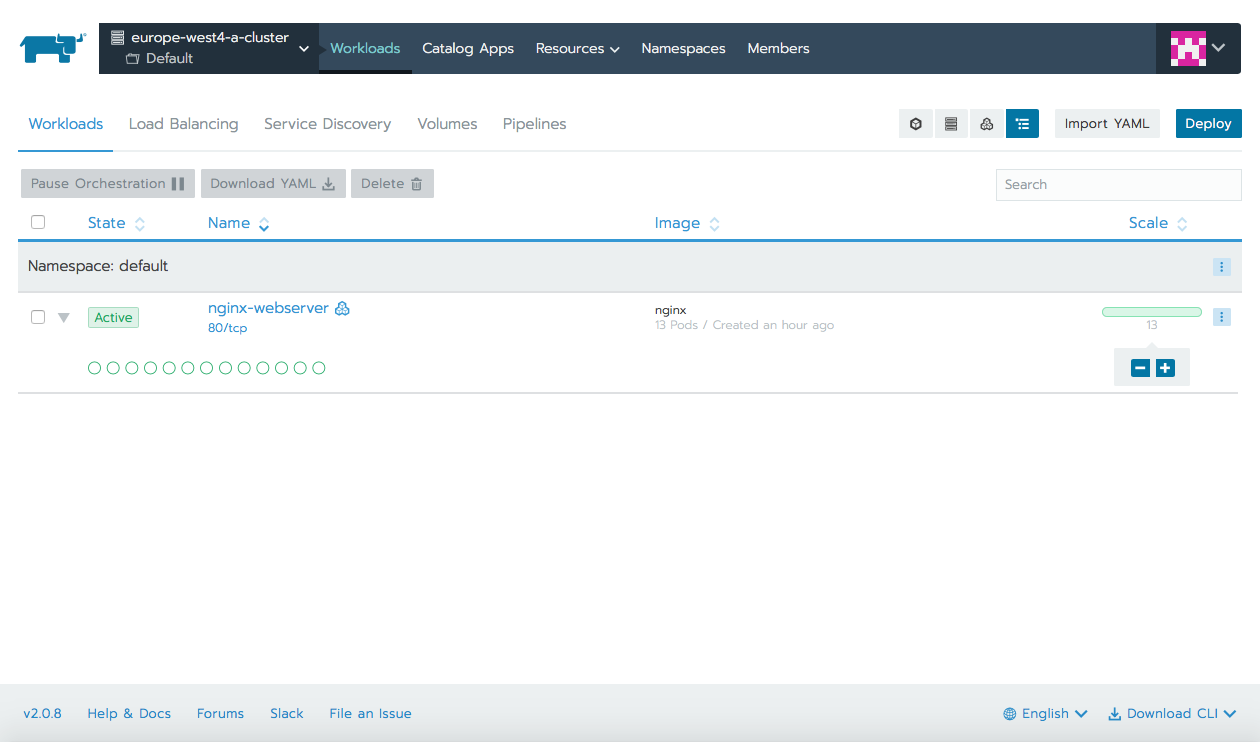 europe-west4-a-cluster
Default
Workloads Catalog Apps Resources Namespaces Members
Workloads Load Balancing Service Discovery Volumes Pipelines Import YAML Deploy
Pause Orchestration Download YAML Delete Search
State Name Image Scale
Namespace: default
Active nginx-webserver nginx
80/tcp 13 Pods / Created an hour ago 13
v2.0.8 Help & Docs Forums Slack File an Issue English Download CLI